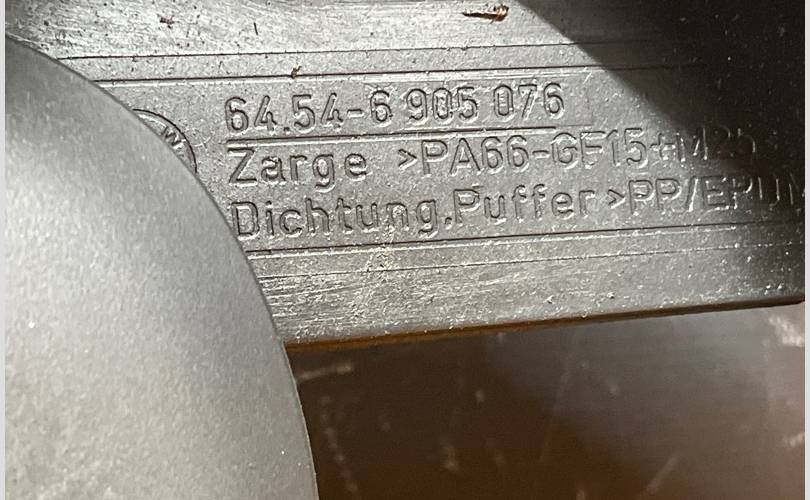 W
64.54-6 905 076
Zarge >PA66-GF15+M25
Dichtung,Puffer >PP/EPDM